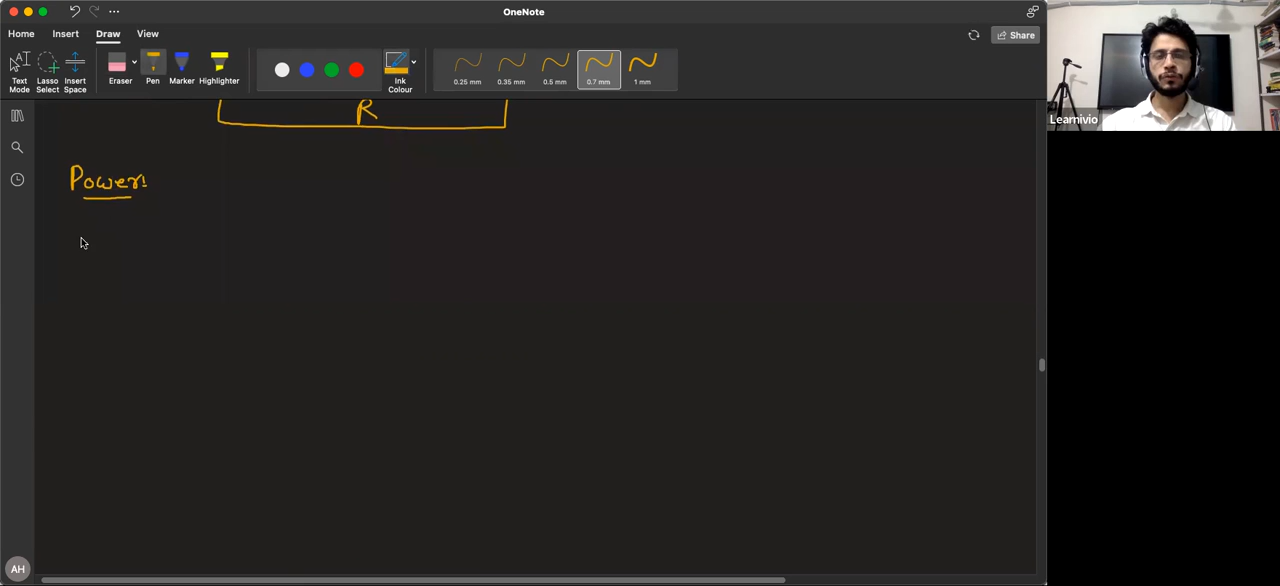 OneNote
Home Insert Draw View
Share
Text Mode
Lasso Select
Insert Space
Eraser
Pen
Marker
Highlighter
Ink Colour
0.25 mm
0.35 mm
0.5 mm
0.7 mm
1 mm
Learnivio
R
Power:
AH